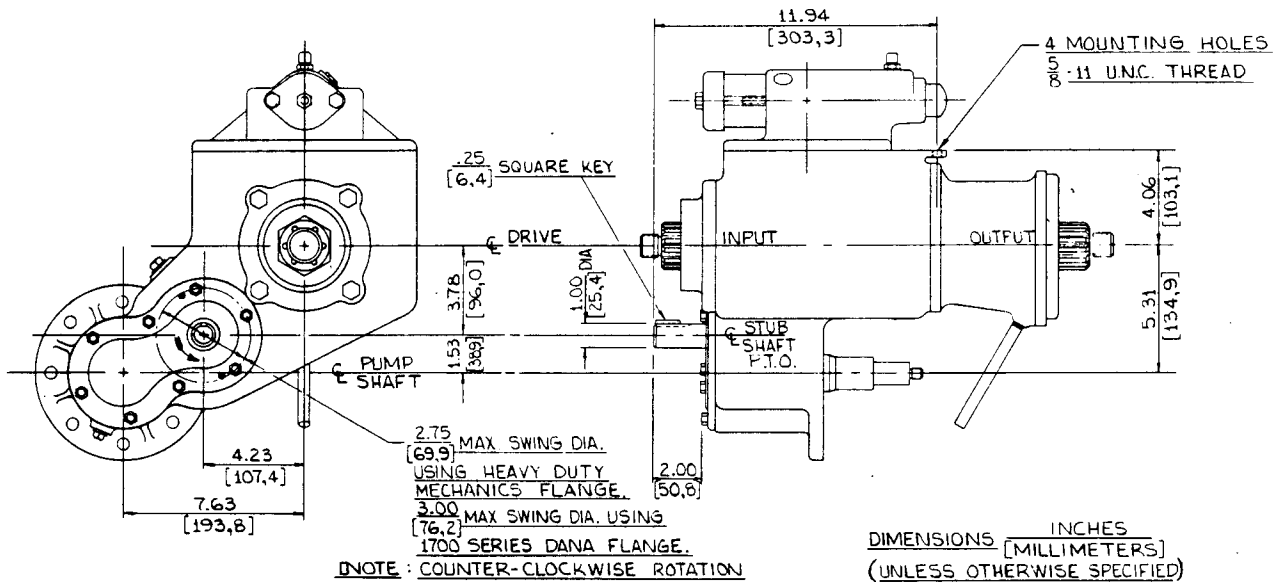 11.94
[303,3]
4 MOUNTING HOLES
5/8-11 U.N.C. THREAD
.25
[6,4] SQUARE KEY
4.06
[103,1]
℄ DRIVE
INPUT
OUTPUT
3.78
[96,0]
1.00 DIA
[25,4]
5.31
[134,9]
℄ STUB
SHAFT
P.T.O.
1.53
[38,9]
℄ PUMP
SHAFT
4.23
[107,4]
7.63
[193,8]
2.75
[69,9] MAX SWING DIA.
USING HEAVY DUTY
MECHANICS FLANGE.
3.00
[76,2] MAX SWING DIA. USING
1700 SERIES DANA FLANGE.
2.00
[50,8]
NOTE : COUNTER-CLOCKWISE ROTATION
DIMENSIONS INCHES
[MILLIMETERS]
(UNLESS OTHERWISE SPECIFIED)